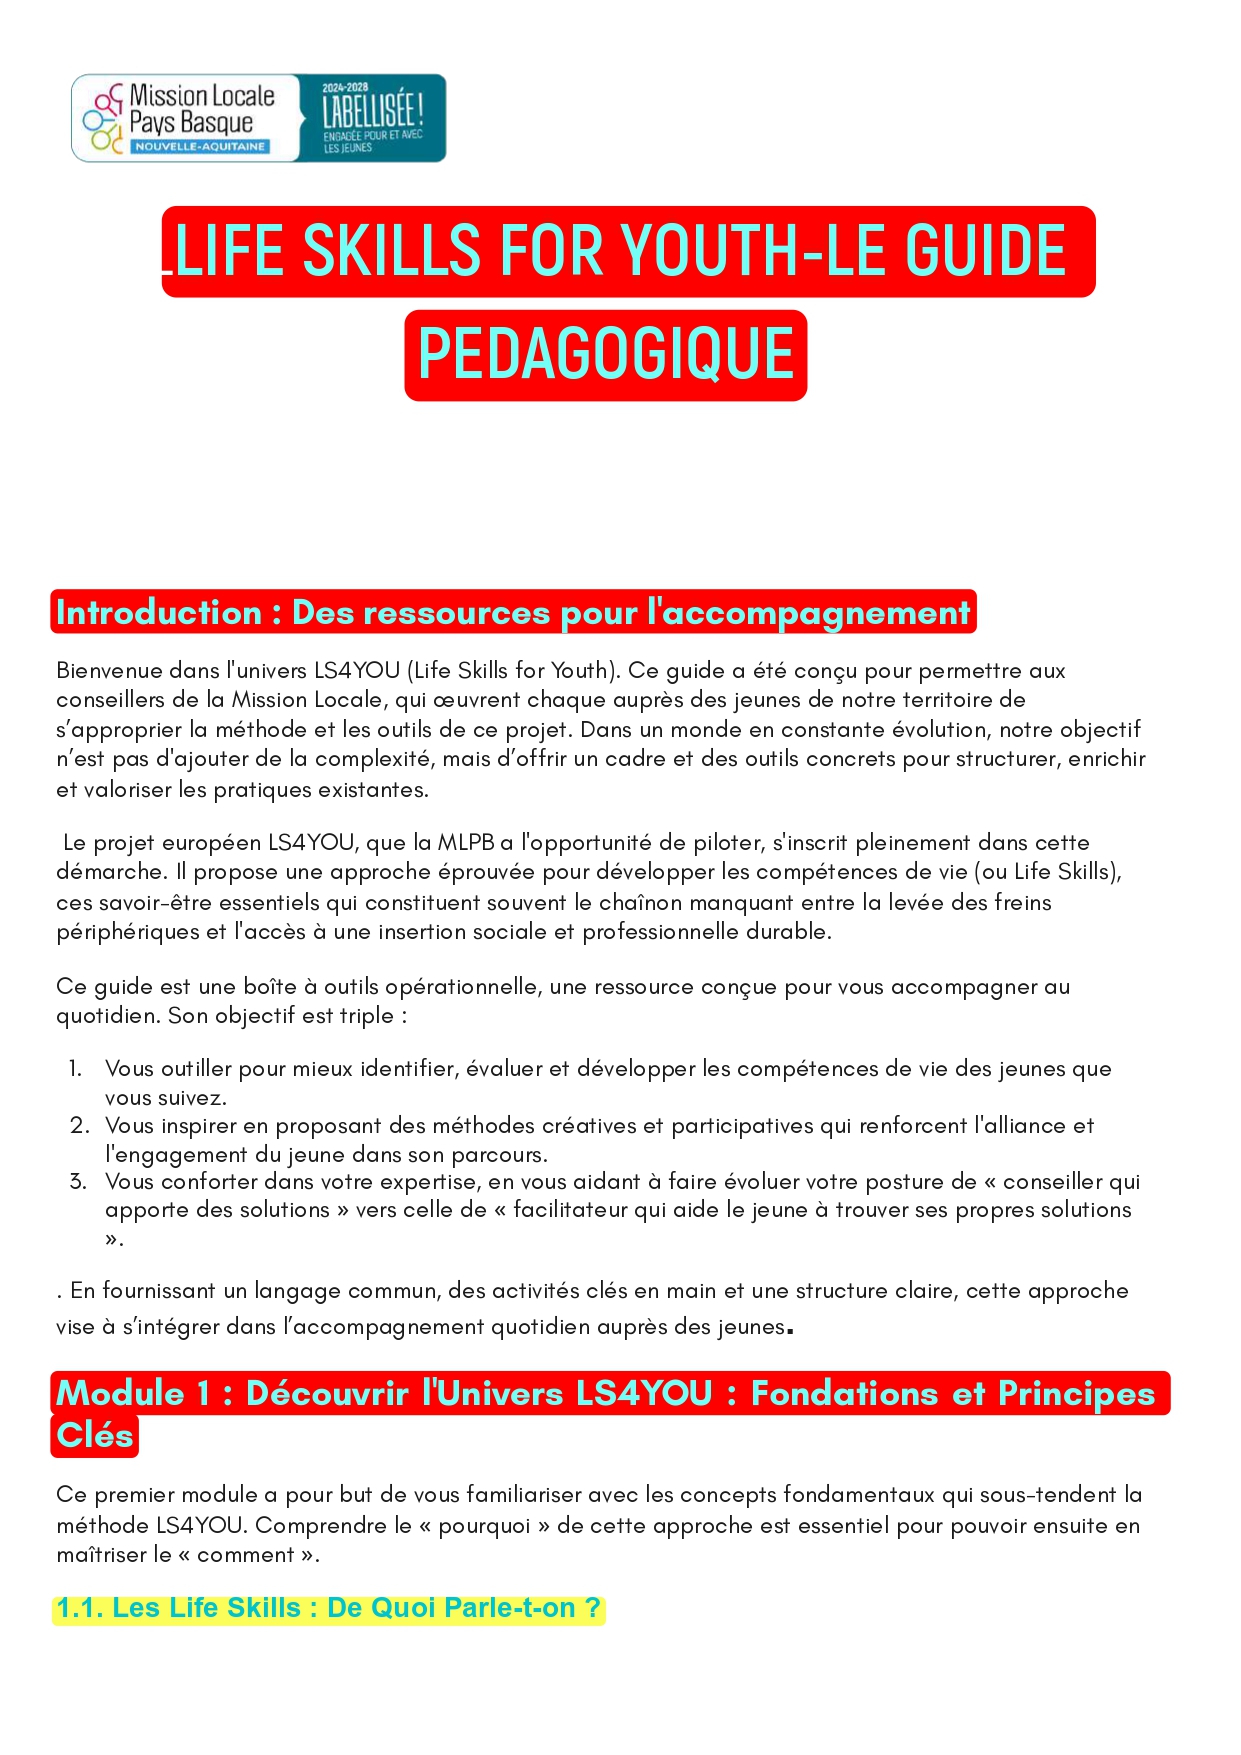 Mission Locale
Pays Basque
NOUVELLE-AQUITAINE
2024-2028
LABELLISÉE !
ENGAGÉE POUR ET AVEC
LES JEUNES
_LIFE SKILLS FOR YOUTH-LE GUIDE
PEDAGOGIQUE
Introduction : Des ressources pour l'accompagnement
Bienvenue dans l'univers LS4YOU (Life Skills for Youth). Ce guide a été conçu pour permettre aux
conseillers de la Mission Locale, qui œuvrent chaque auprès des jeunes de notre territoire de
s’approprier la méthode et les outils de ce projet. Dans un monde en constante évolution, notre objectif
n’est pas d'ajouter de la complexité, mais d’offrir un cadre et des outils concrets pour structurer, enrichir
et valoriser les pratiques existantes.
Le projet européen LS4YOU, que la MLPB a l'opportunité de piloter, s'inscrit pleinement dans cette
démarche. Il propose une approche éprouvée pour développer les compétences de vie (ou Life Skills),
ces savoir-être essentiels qui constituent souvent le chaînon manquant entre la levée des freins
périphériques et l'accès à une insertion sociale et professionnelle durable.
Ce guide est une boîte à outils opérationnelle, une ressource conçue pour vous accompagner au
quotidien. Son objectif est triple :
1. Vous outiller pour mieux identifier, évaluer et développer les compétences de vie des jeunes que
vous suivez.
2. Vous inspirer en proposant des méthodes créatives et participatives qui renforcent l'alliance et
l'engagement du jeune dans son parcours.
3. Vous conforter dans votre expertise, en vous aidant à faire évoluer votre posture de « conseiller qui
apporte des solutions » vers celle de « facilitateur qui aide le jeune à trouver ses propres solutions
».
. En fournissant un langage commun, des activités clés en main et une structure claire, cette approche
vise à s’intégrer dans l’accompagnement quotidien auprès des jeunes.
Module 1 : Découvrir l'Univers LS4YOU : Fondations et Principes
Clés
Ce premier module a pour but de vous familiariser avec les concepts fondamentaux qui sous-tendent la
méthode LS4YOU. Comprendre le « pourquoi » de cette approche est essentiel pour pouvoir ensuite en
maîtriser le « comment ».
1.1. Les Life Skills : De Quoi Parle-t-on ?